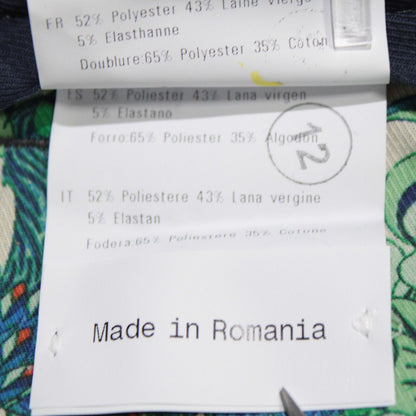 FR 52% Polyester 43% Laine vierge
5% Elasthanne
Doublure:65% Polyester 35% Coton
ES 52% Poliester 43% Lana virgen
5% Elastano
Forro:65% Poliester 35% Algodon
12
IT 52% Poliestere 43% Lana vergine
5% Elastan
Fodera:65% Poliestere 35% Cotone
Made in Romania